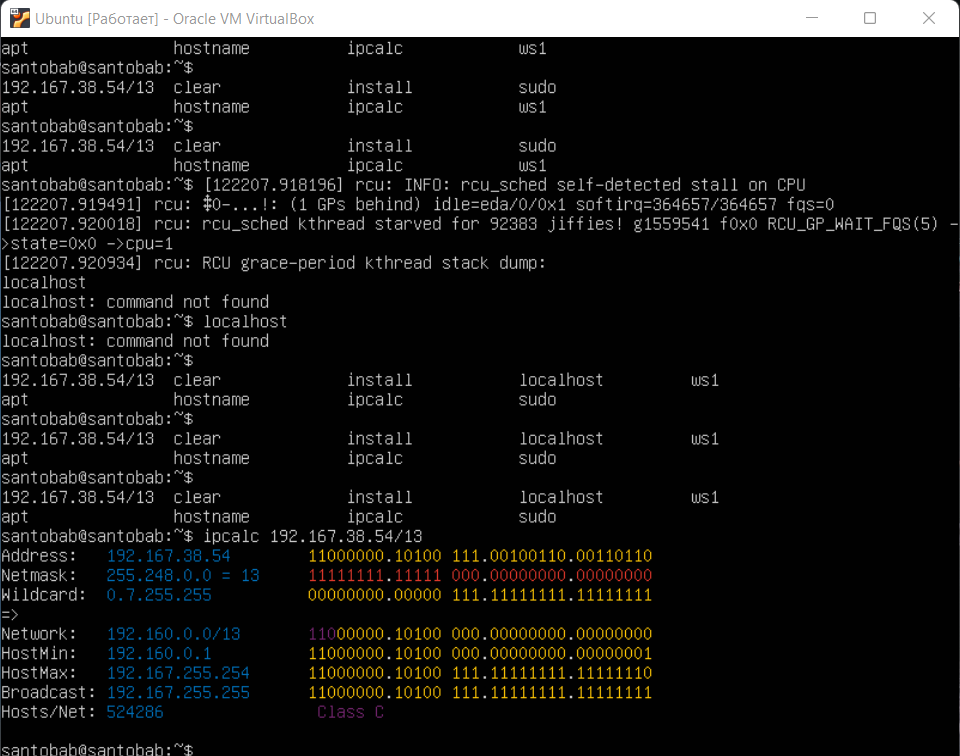 Ubuntu [Работает] - Oracle VM VirtualBox
apt hostname ipcalc ws1
santobab@santobab:~$
192.167.38.54/13 clear install sudo
apt hostname ipcalc ws1
santobab@santobab:~$
192.167.38.54/13 clear install sudo
apt hostname ipcalc ws1
santobab@santobab:~$ [122207.918196] rcu: INFO: rcu_sched self-detected stall on CPU
[122207.919491] rcu: ‡0-...!: (1 GPs behind) idle=eda/0/0x1 softirq=364657/364657 fqs=0
[122207.920018] rcu: rcu_sched kthread starved for 92383 jiffies! g1559541 f0x0 RCU_GP_WAIT_FQS(5) -
>state=0x0 ->cpu=1
[122207.920934] rcu: RCU grace-period kthread stack dump:
localhost
localhost: command not found
santobab@santobab:~$ localhost
localhost: command not found
santobab@santobab:~$
192.167.38.54/13 clear install localhost ws1
apt hostname ipcalc sudo
santobab@santobab:~$
192.167.38.54/13 clear install localhost ws1
apt hostname ipcalc sudo
santobab@santobab:~$
192.167.38.54/13 clear install localhost ws1
apt hostname ipcalc sudo
santobab@santobab:~$ ipcalc 192.167.38.54/13
Address: 192.167.38.54 11000000.10100 111.00100110.00110110
Netmask: 255.248.0.0 = 13 11111111.11111 000.00000000.00000000
Wildcard: 0.7.255.255 00000000.00000 111.11111111.11111111
=>
Network: 192.160.0.0/13 11000000.10100 000.00000000.00000000
HostMin: 192.160.0.1 11000000.10100 000.00000000.00000001
HostMax: 192.167.255.254 11000000.10100 111.11111111.11111110
Broadcast: 192.167.255.255 11000000.10100 111.11111111.11111111
Hosts/Net: 524286 Class C
santobab@santobab:~$